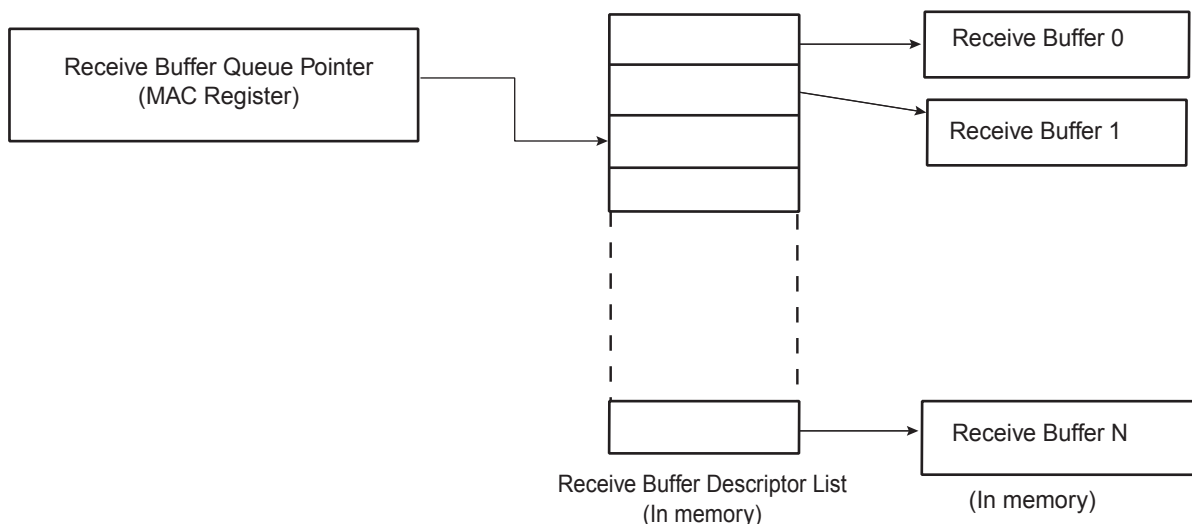 Receive Buffer Queue Pointer
(MAC Register)
Receive Buffer 0
Receive Buffer 1
Receive Buffer N
Receive Buffer Descriptor List
(In memory)
(In memory)